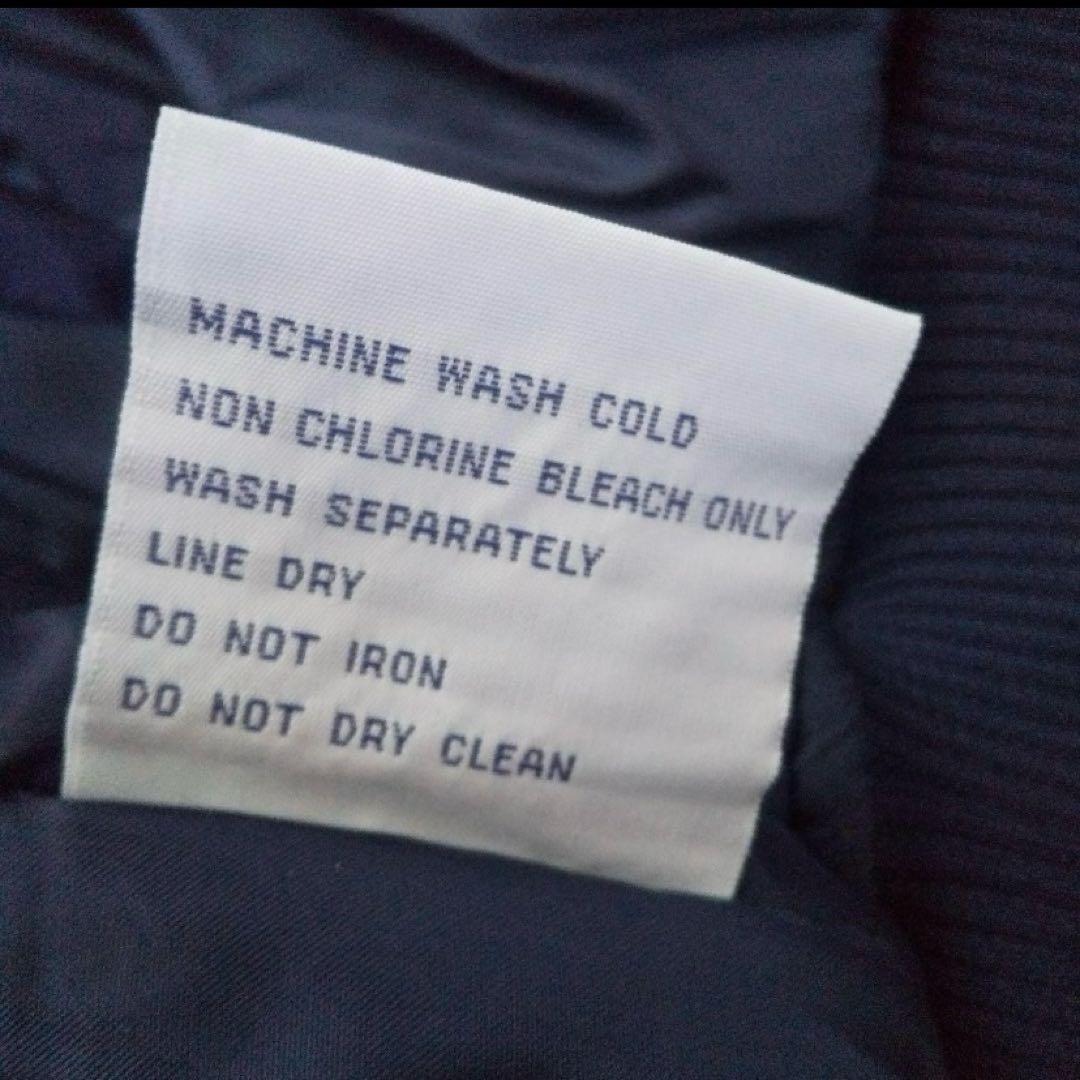 MACHINE WASH COLD
NON CHLORINE BLEACH ONLY
WASH SEPARATELY
LINE DRY
DO NOT IRON
DO NOT DRY CLEAN